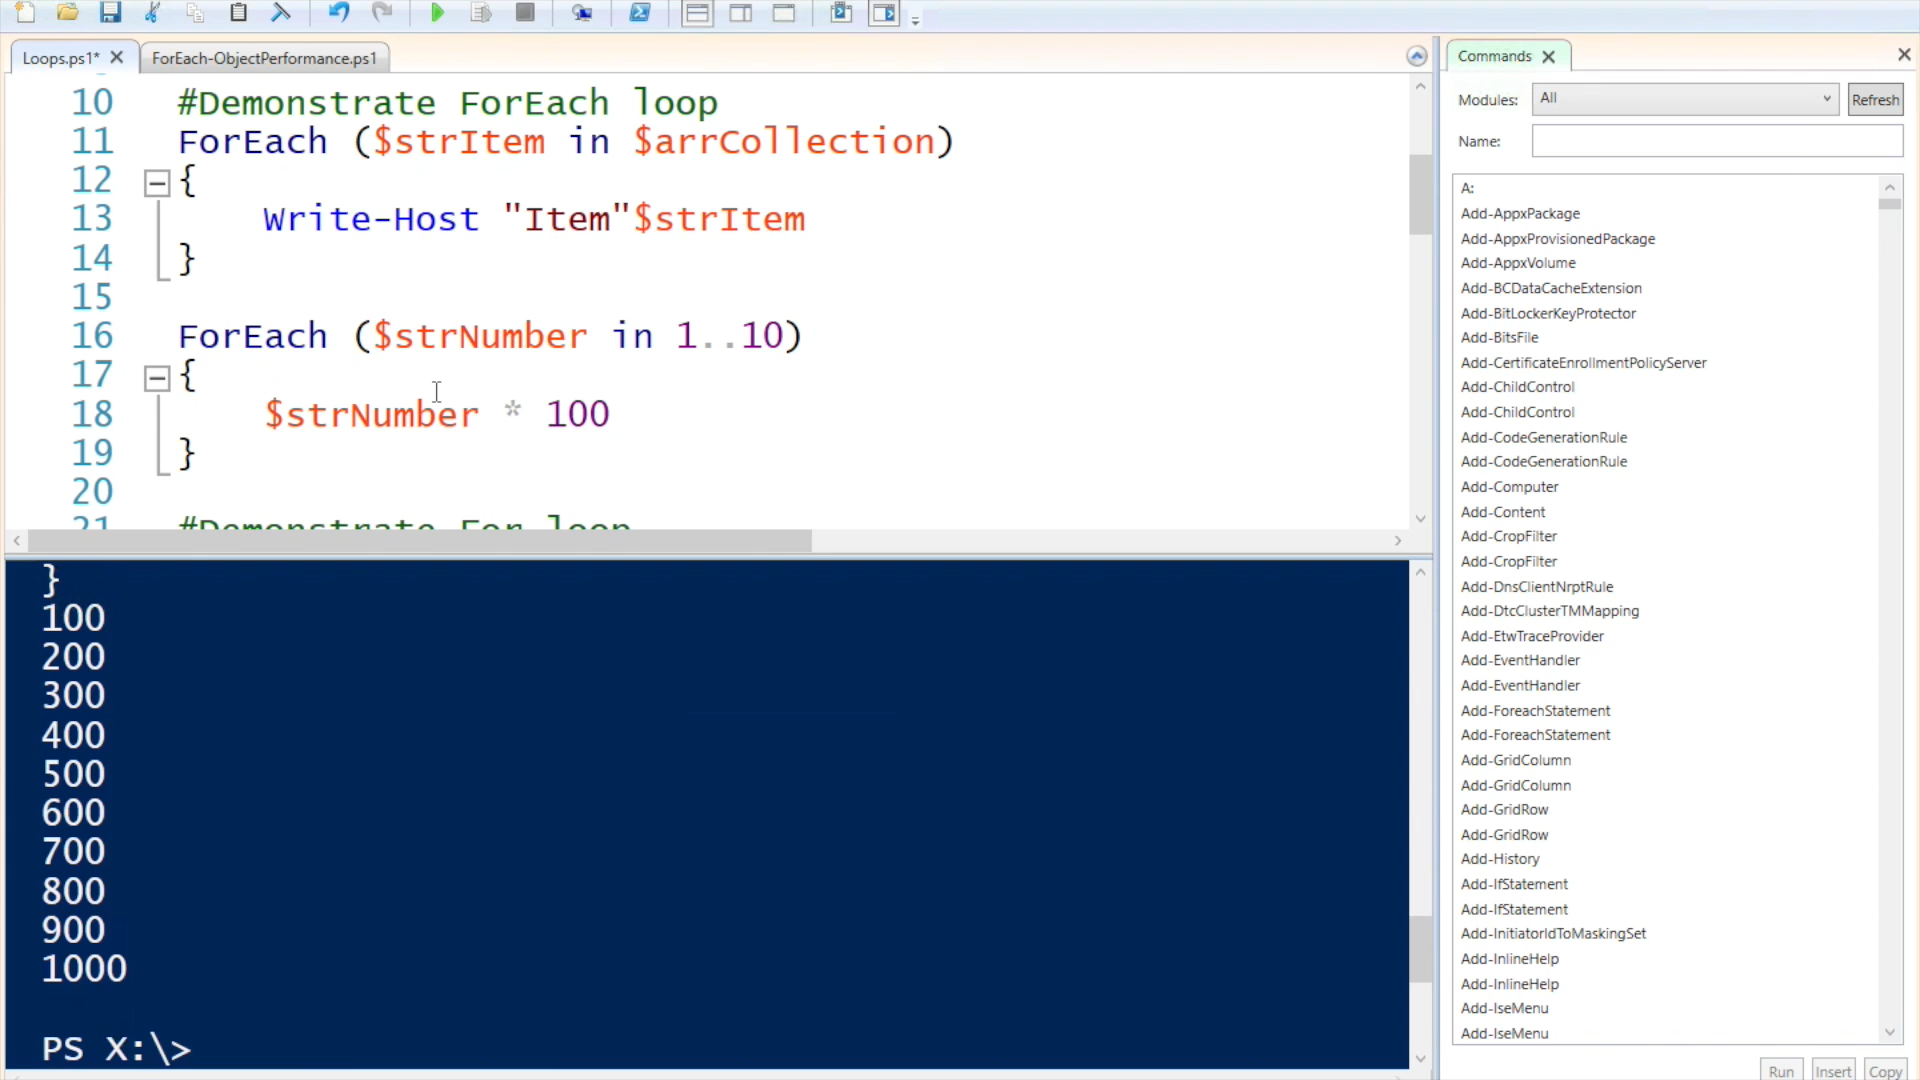 Loops.ps1* ForEach-ObjectPerformance.ps1
10 #Demonstrate ForEach loop
11 ForEach ($strItem in $arrCollection)
12 {
13 Write-Host "Item"$strItem
14 }
15
16 ForEach ($strNumber in 1..10)
17 {
18 $strNumber * 100
19 }
20
21 #Demonstrate For loop
}
100
200
300
400
500
600
700
800
900
1000
PS X:\>
Commands
Modules: All Refresh
Name:
A:
Add-AppxPackage
Add-AppxProvisionedPackage
Add-AppxVolume
Add-BCDataCacheExtension
Add-BitLockerKeyProtector
Add-BitsFile
Add-CertificateEnrollmentPolicyServer
Add-ChildControl
Add-ChildControl
Add-CodeGenerationRule
Add-CodeGenerationRule
Add-Computer
Add-Content
Add-CropFilter
Add-CropFilter
Add-DnsClientNrptRule
Add-DtcClusterTMMapping
Add-EtwTraceProvider
Add-EventHandler
Add-EventHandler
Add-ForeachStatement
Add-ForeachStatement
Add-GridColumn
Add-GridColumn
Add-GridRow
Add-GridRow
Add-History
Add-IfStatement
Add-IfStatement
Add-InitiatorIdToMaskingSet
Add-InlineHelp
Add-InlineHelp
Add-IseMenu
Add-IseMenu
Run Insert Copy